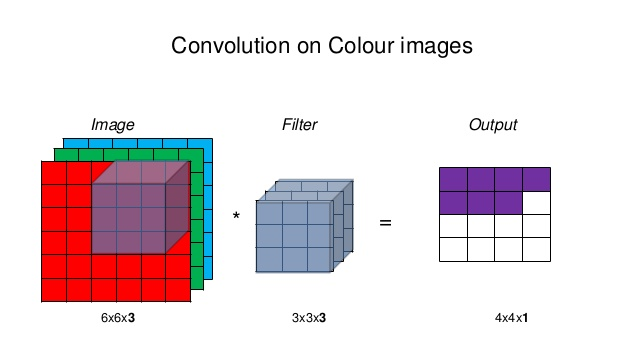 Convolution on Colour images
Image
Filter
Output
*
=
6x6x3
3x3x3
4x4x1